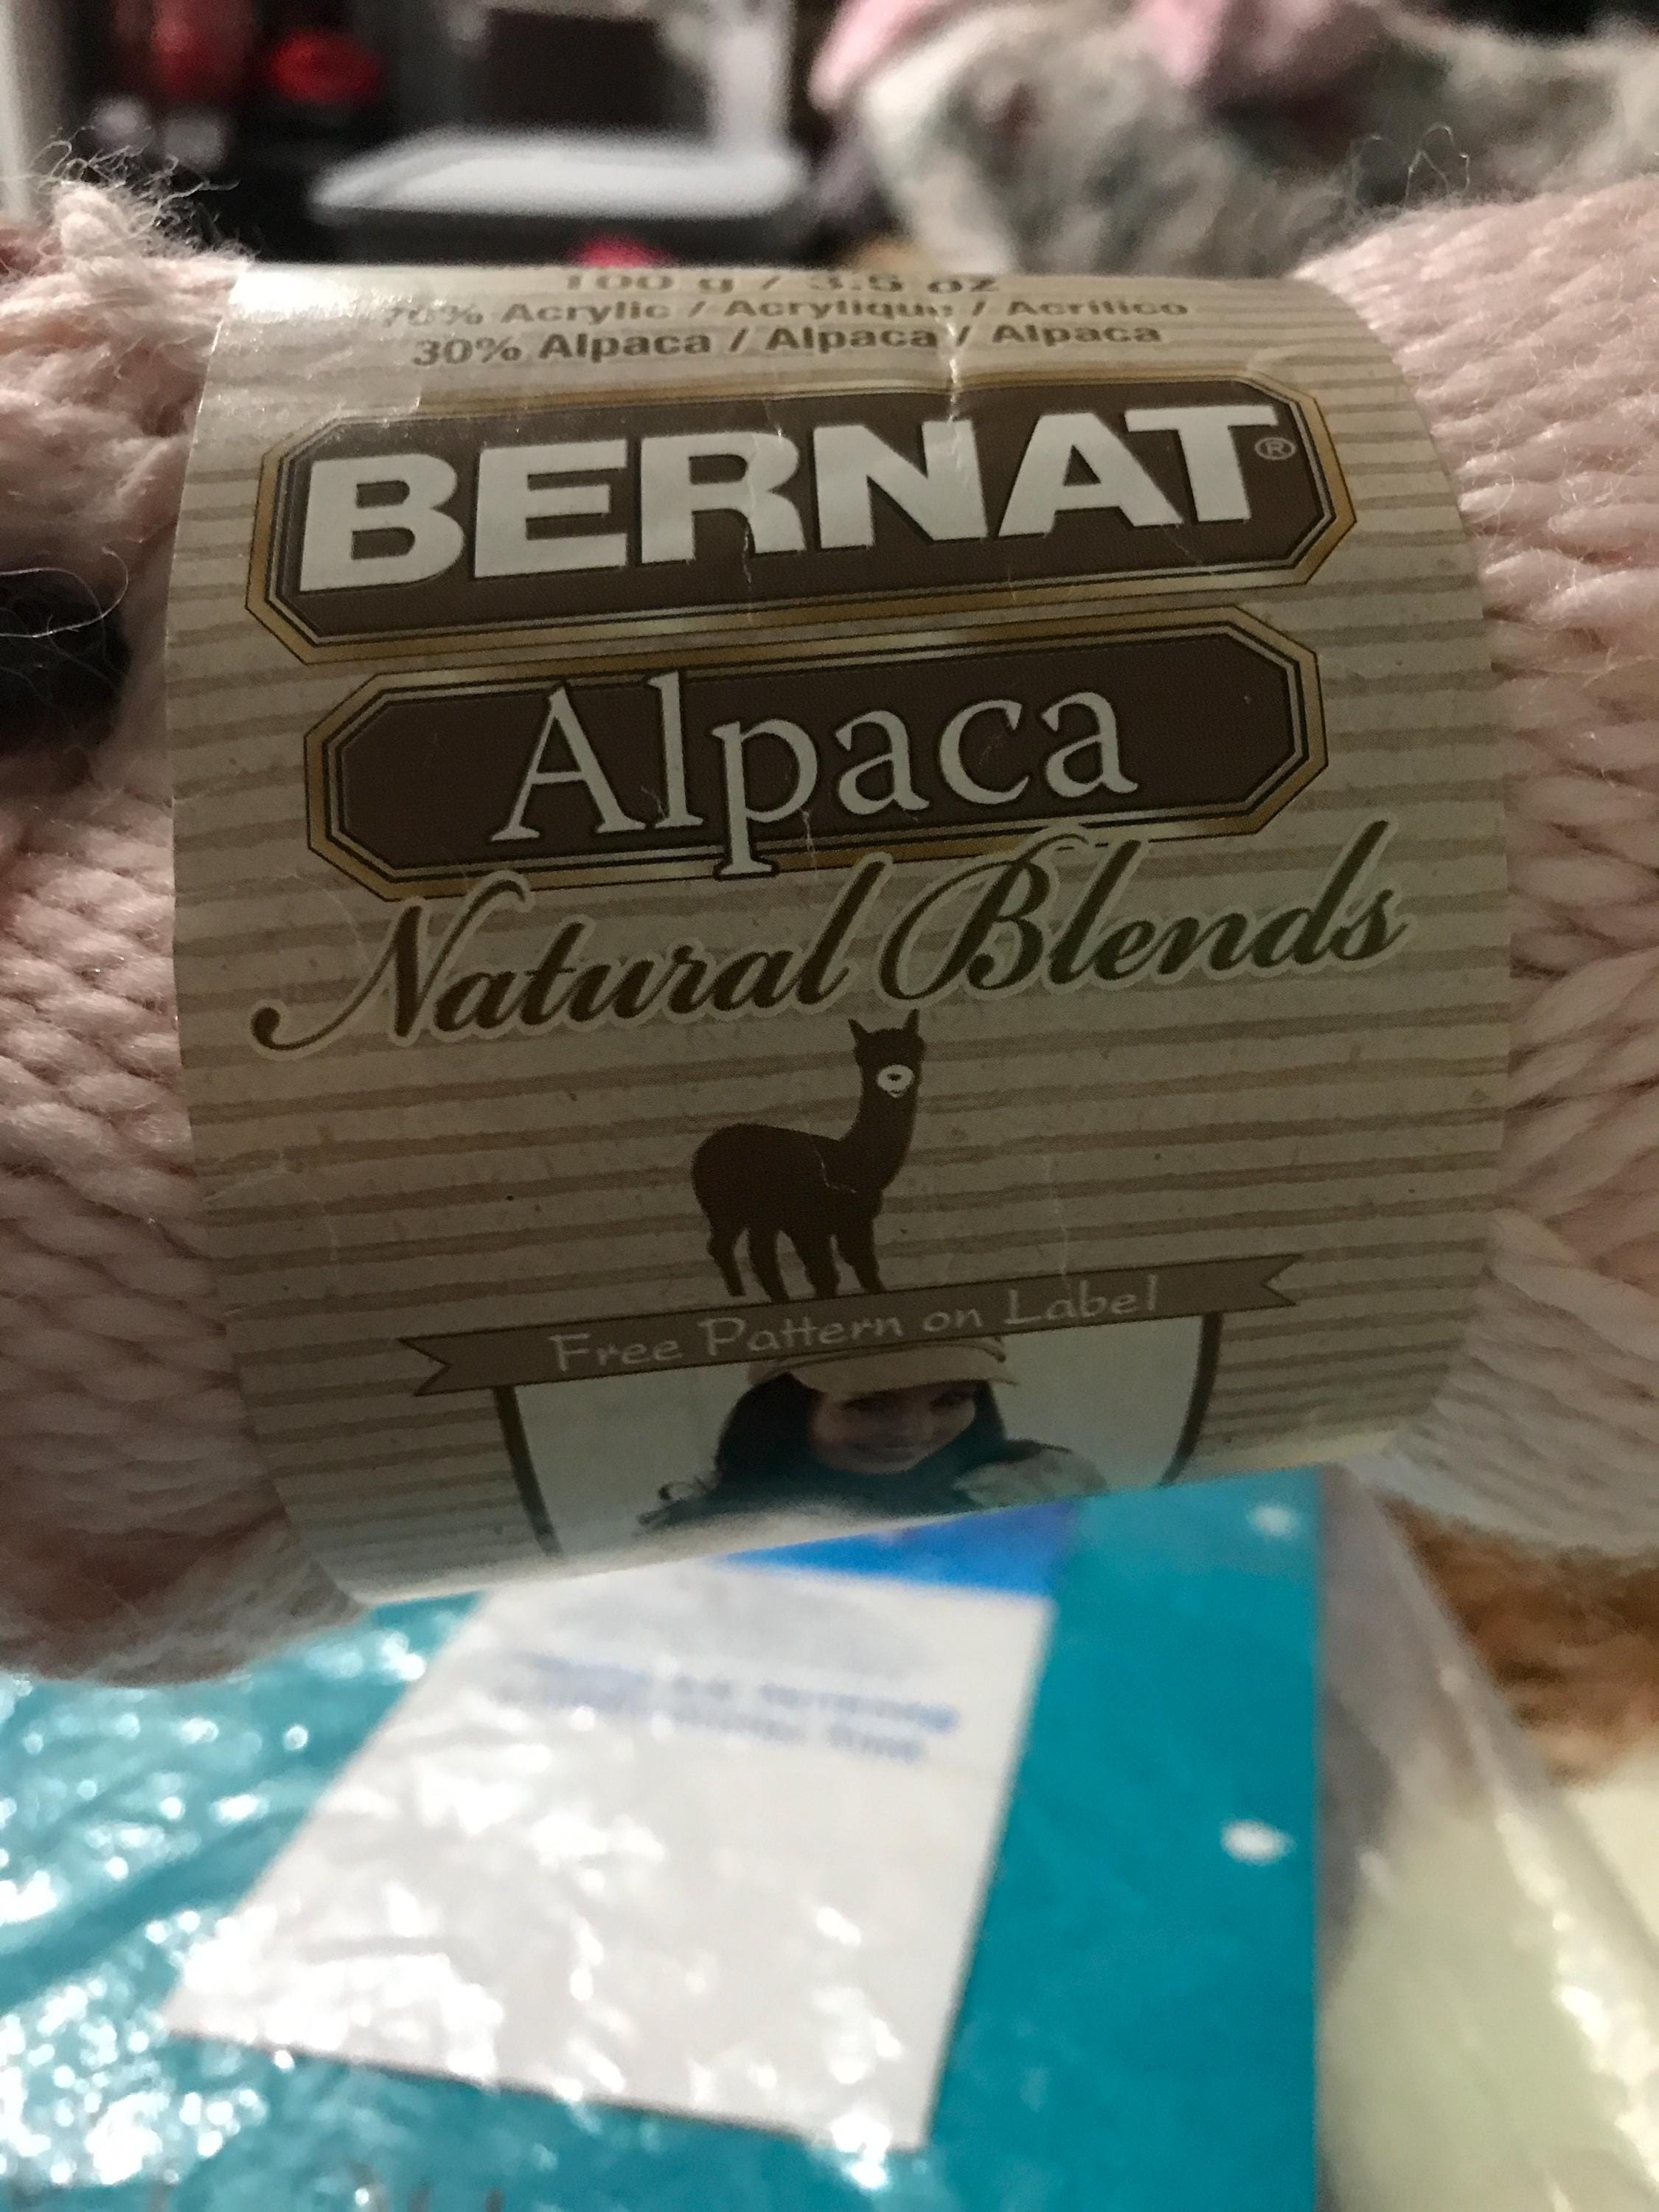 100 g / 3.5 oz
70% Acrylic / Acrylique / Acrílico
30% Alpaca / Alpaca / Alpaca
BERNAT®
Alpaca
Natural Blends
Free Pattern on Label